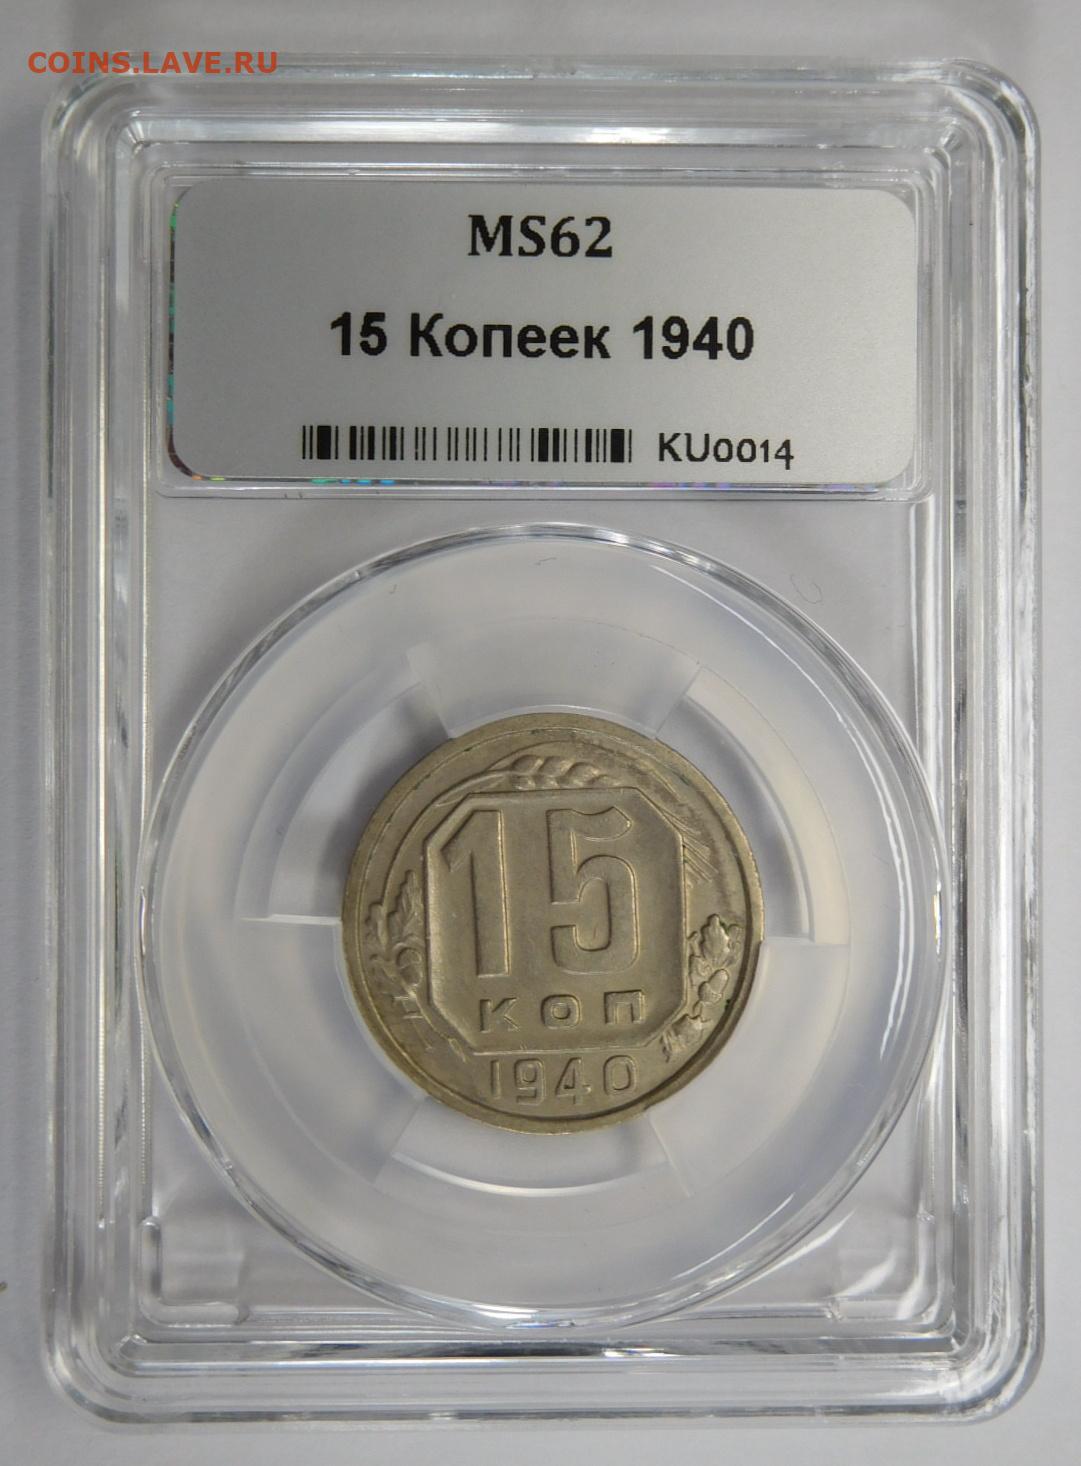 COINS.LAVE.RU
MS62
15 Копеек 1940
KU0014
15
КОП
1940